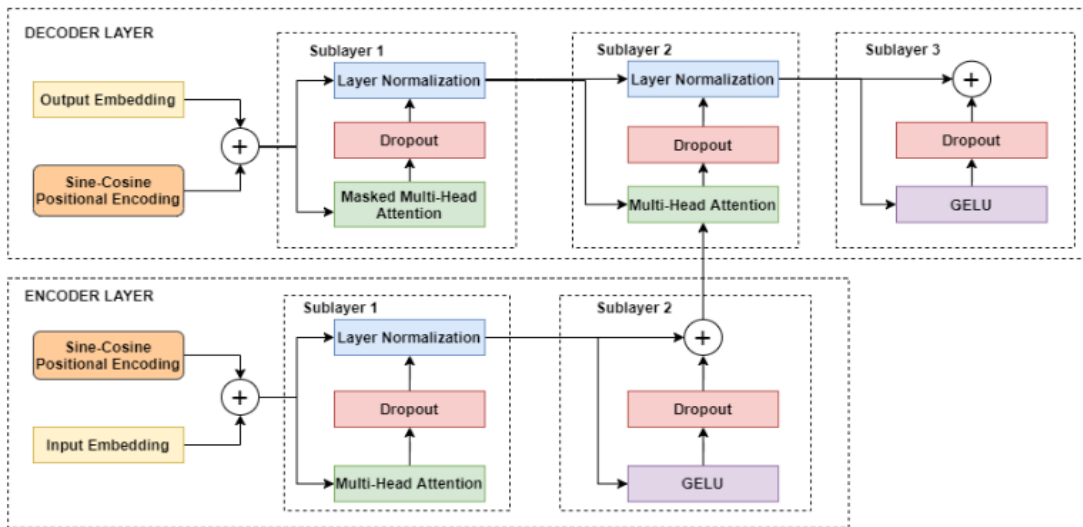 DECODER LAYER
Output Embedding
Sine-Cosine
Positional Encoding
+
Sublayer 1
Layer Normalization
Dropout
Masked Multi-Head
Attention
Sublayer 2
Layer Normalization
Dropout
Multi-Head Attention
Sublayer 3
+
Dropout
GELU
ENCODER LAYER
Sine-Cosine
Positional Encoding
+
Input Embedding
Sublayer 1
Layer Normalization
Dropout
Multi-Head Attention
Sublayer 2
+
Dropout
GELU